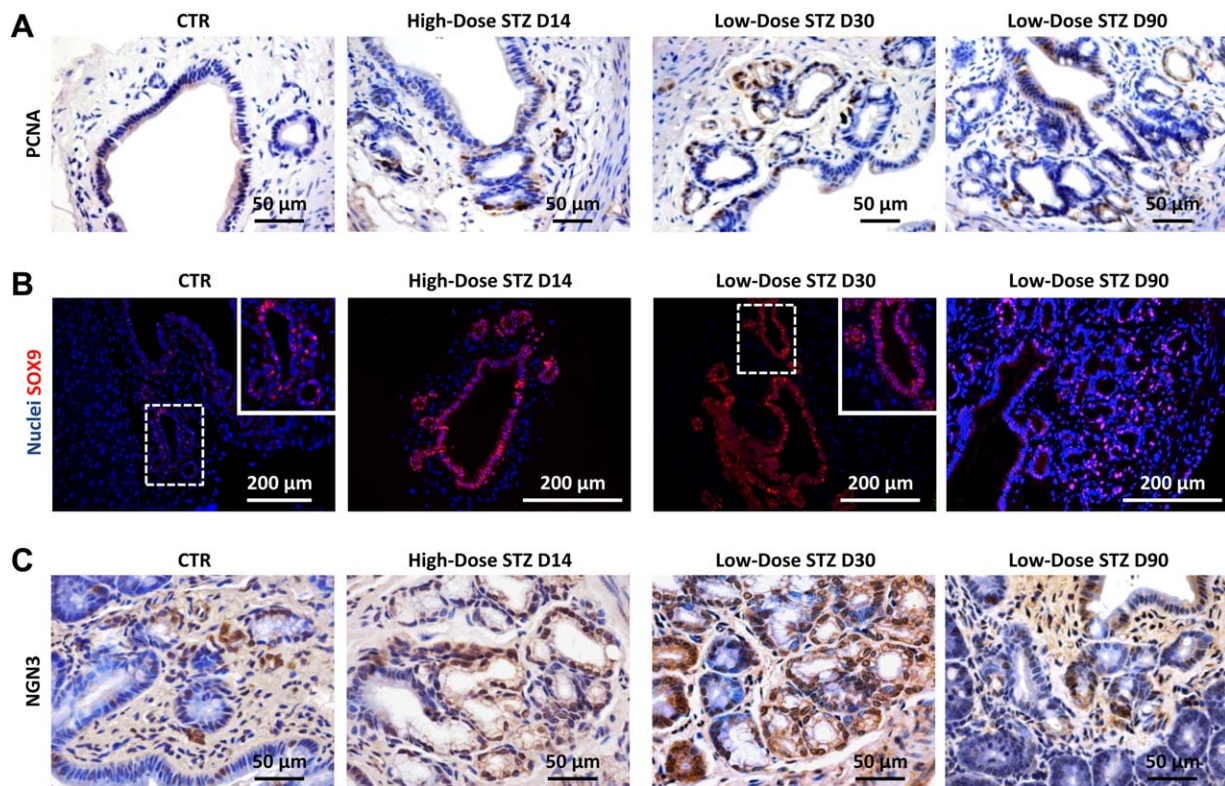 A
CTR
High-Dose STZ D14
Low-Dose STZ D30
Low-Dose STZ D90
PCNA
50 µm
50 µm
50 µm
50 µm
B
CTR
High-Dose STZ D14
Low-Dose STZ D30
Low-Dose STZ D90
Nuclei SOX9
200 µm
200 µm
200 µm
200 µm
C
CTR
High-Dose STZ D14
Low-Dose STZ D30
Low-Dose STZ D90
NGN3
50 µm
50 µm
50 µm
50 µm